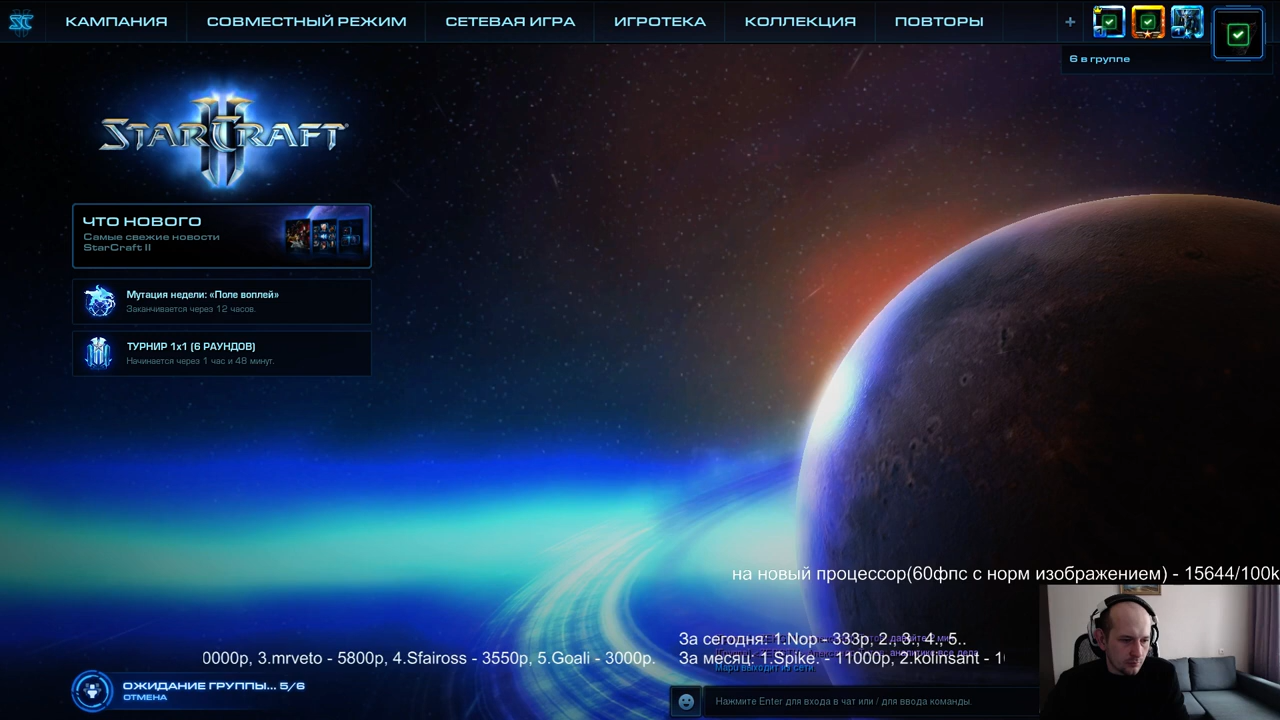 КАМПАНИЯ
СОВМЕСТНЫЙ РЕЖИМ
СЕТЕВАЯ ИГРА
ИГРОТЕКА
КОЛЛЕКЦИЯ
ПОВТОРЫ
+
6 в группе
STARCRAFT II
ЧТО НОВОГО
Самые свежие новости
StarCraft II
Мутация недели: «Поле воплей»
Заканчивается через 12 часов.
ТУРНИР 1x1 (6 РАУНДОВ)
Начинается через 1 час и 48 минут.
на новый процессор(60фпс с норм изображением) - 15644/100k
За сегодня: 1.Nop - 333р, 2., 3., 4., 5..
0000р, 3.mrveto - 5800р, 4.Sfaiross - 3550р, 5.Goali - 3000р.
За месяц: 1.Spike. - 11000р, 2.kolinsant - 1
выходит из сети.
ОЖИДАНИЕ ГРУППЫ... 5/6
ОТМЕНА
Нажмите Enter для входа в чат или / для ввода команды.